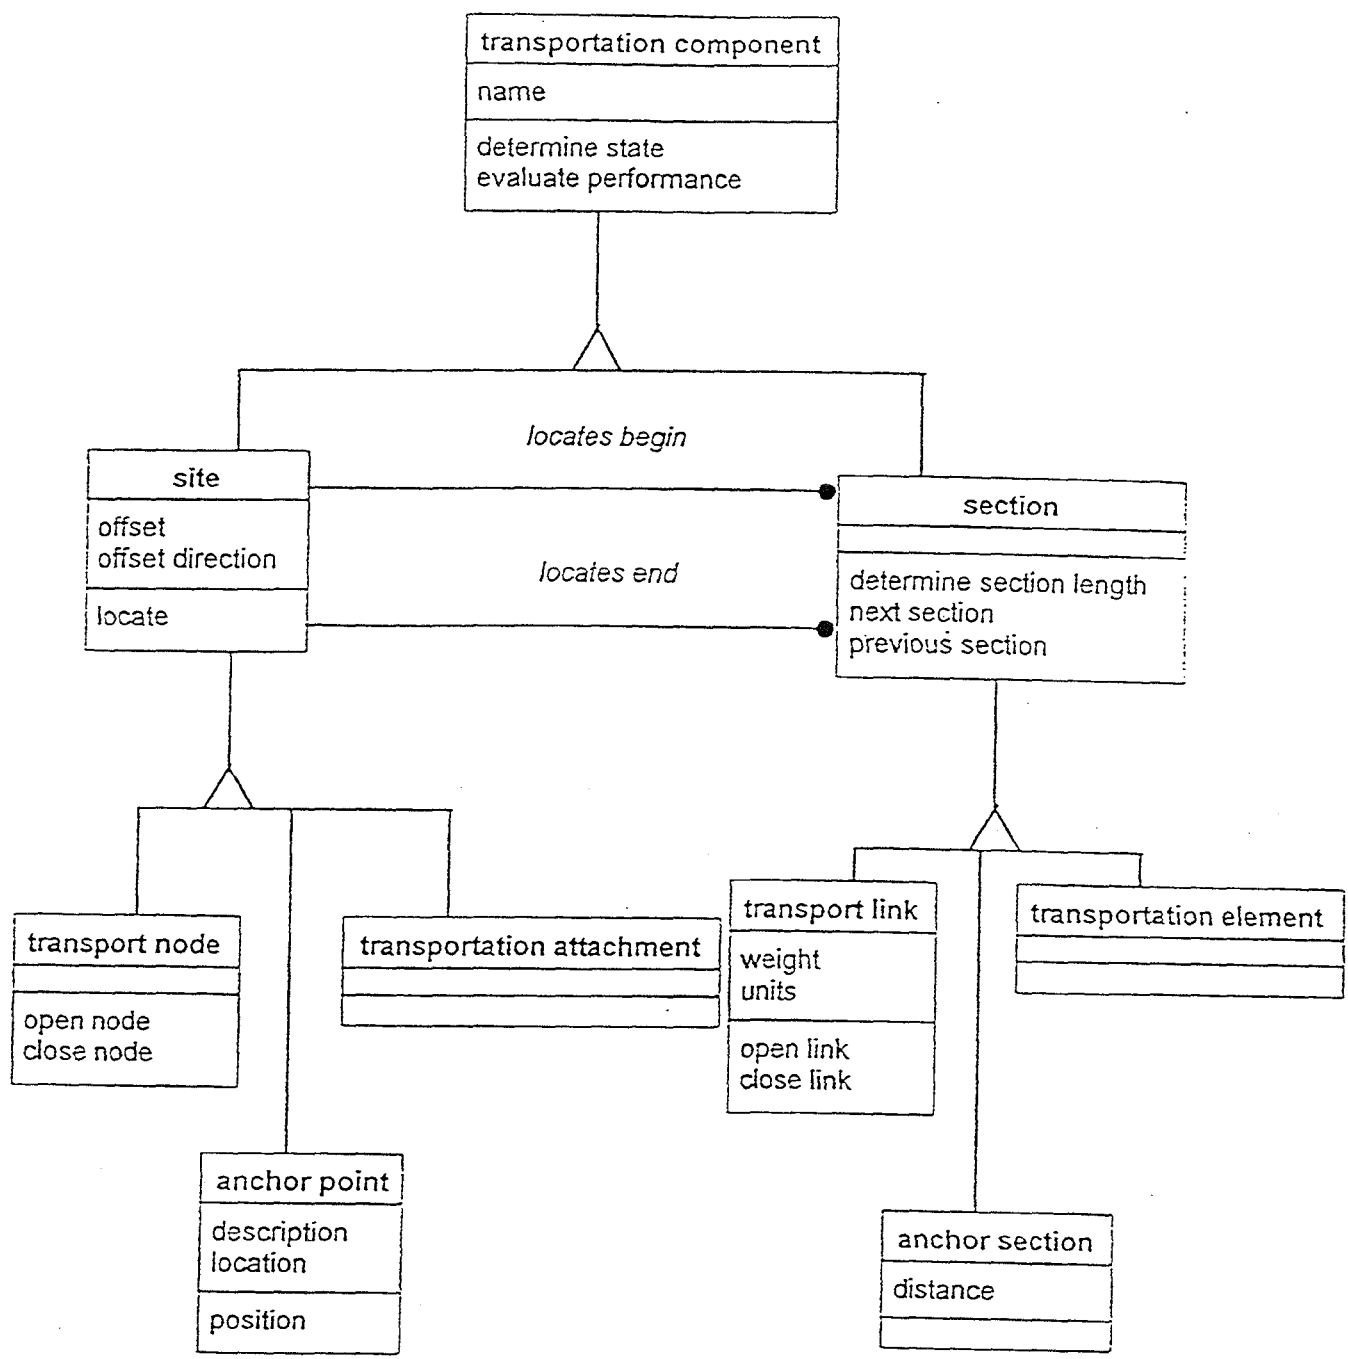 transportation component
name
determine state
evaluate performance
locates begin
site
offset
offset direction
locate
section
locates end
determine section length
next section
previous section
transport node
open node
close node
transportation attachment
transport link
weight
units
open link
close link
transportation element
anchor point
description
location
position
anchor section
distance